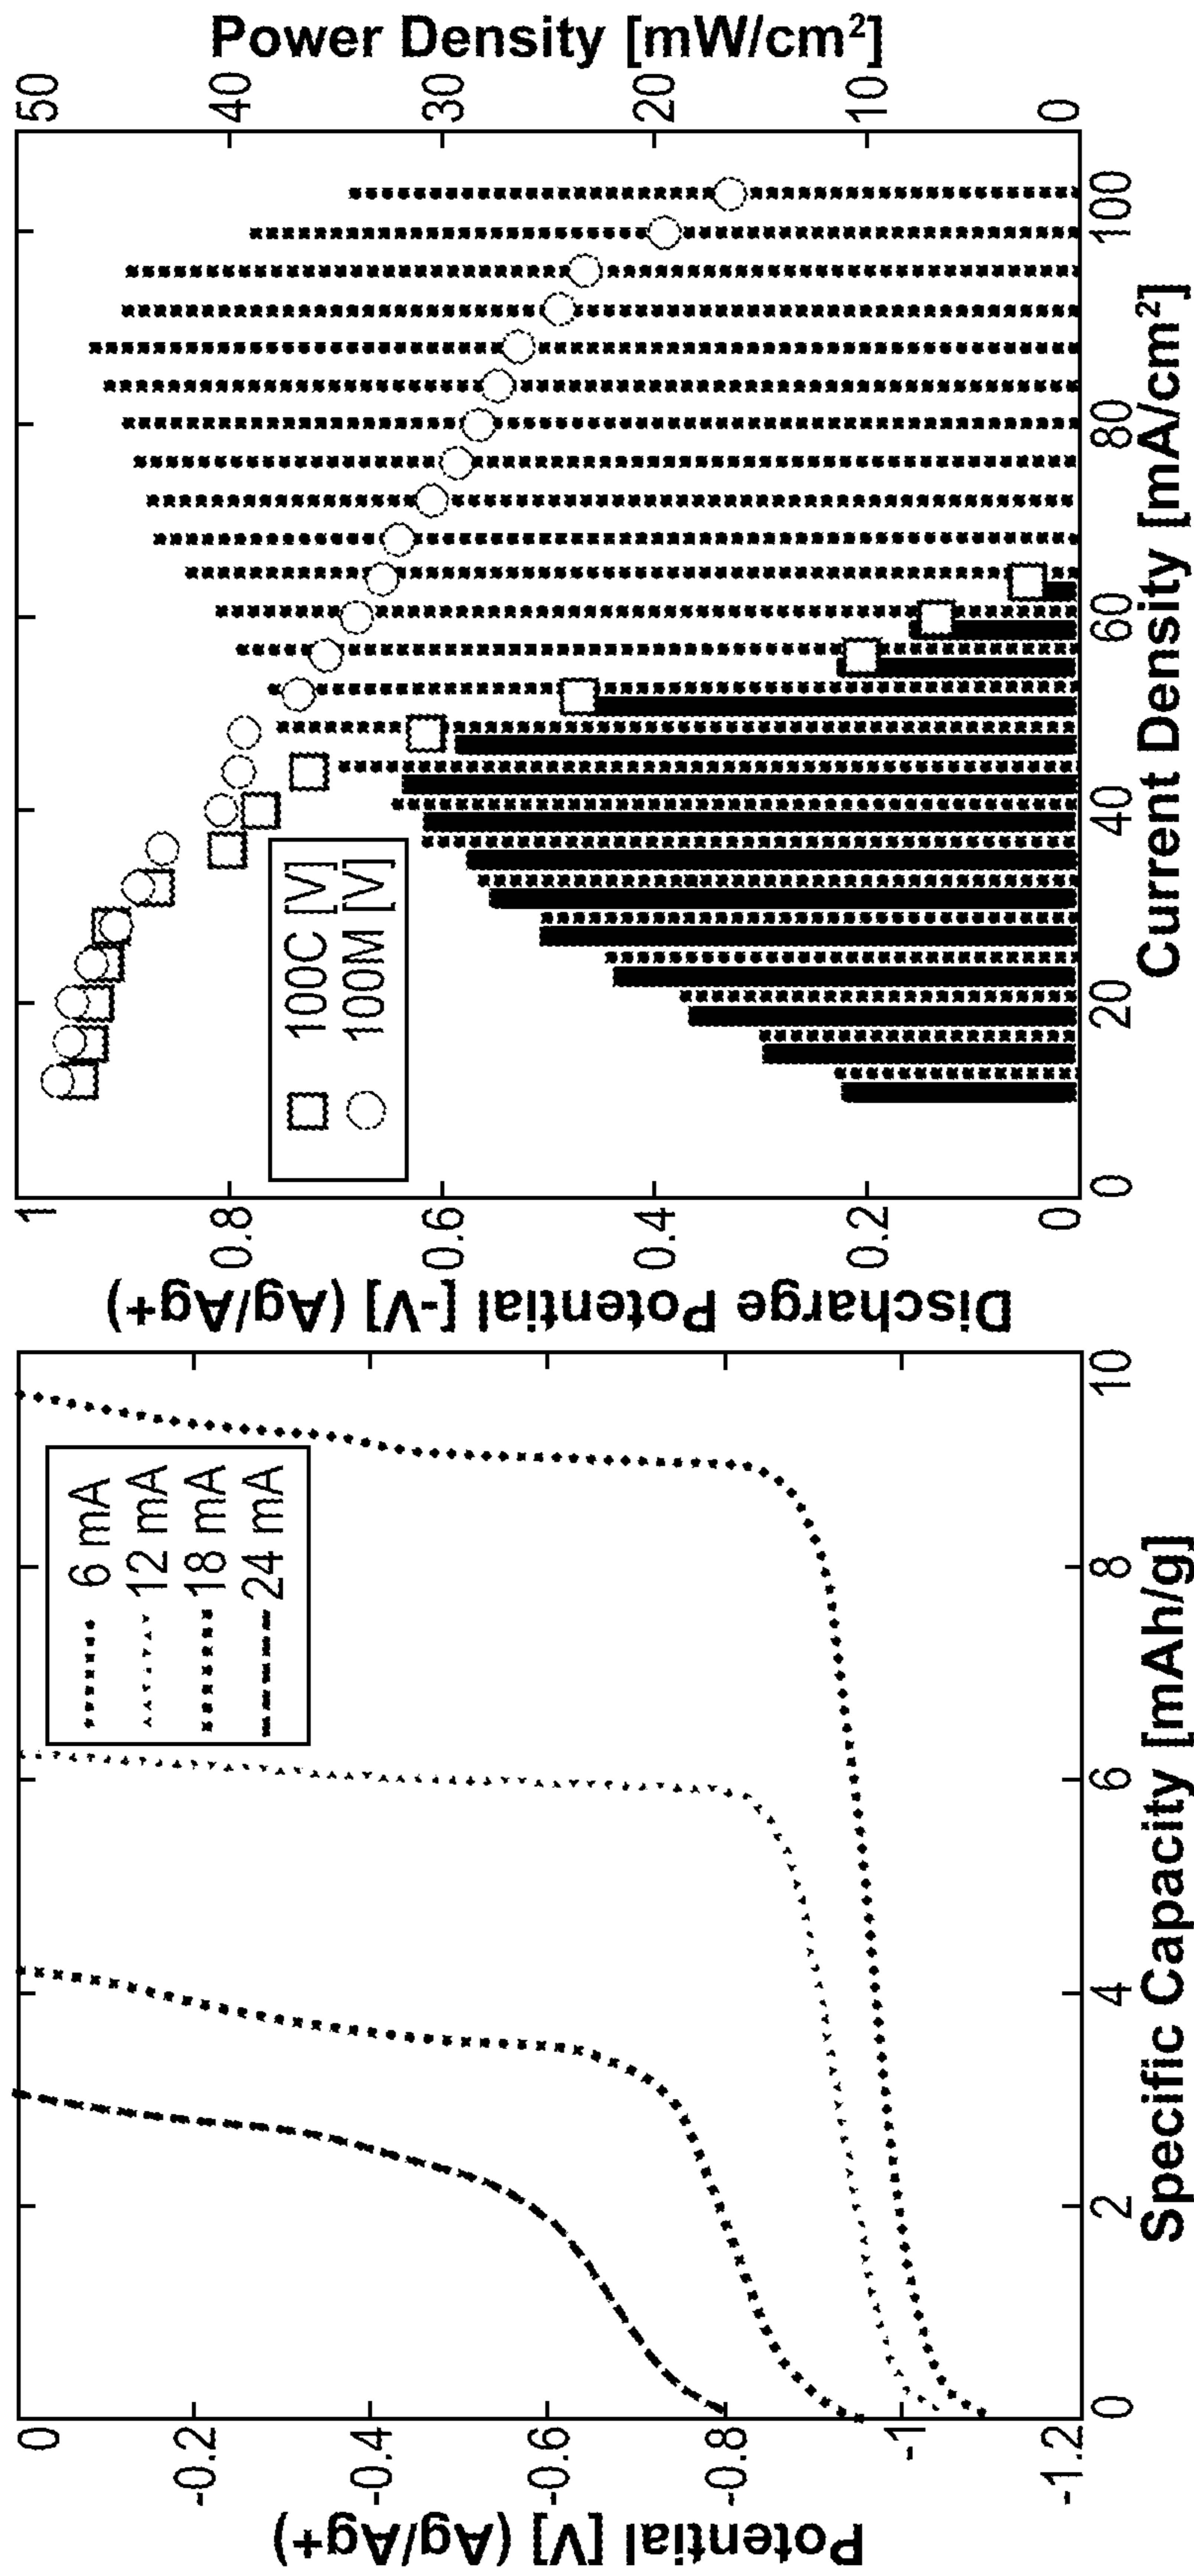 Potential [V] (Ag/Ag+)
0
-0.2
-0.4
-0.6
-0.8
-1
-1.2
6 mA
12 mA
18 mA
24 mA
0 2 4 6 8 10
Specific Capacity [mAh/g]
Discharge Potential [-V] (Ag/Ag+)
1
0.8
0.6
0.4
0.2
0
100C [V]
100M [V]
0 20 40 60 80 100
Current Density [mA/cm²]
50
40
30
20
10
0
Power Density [mW/cm²]